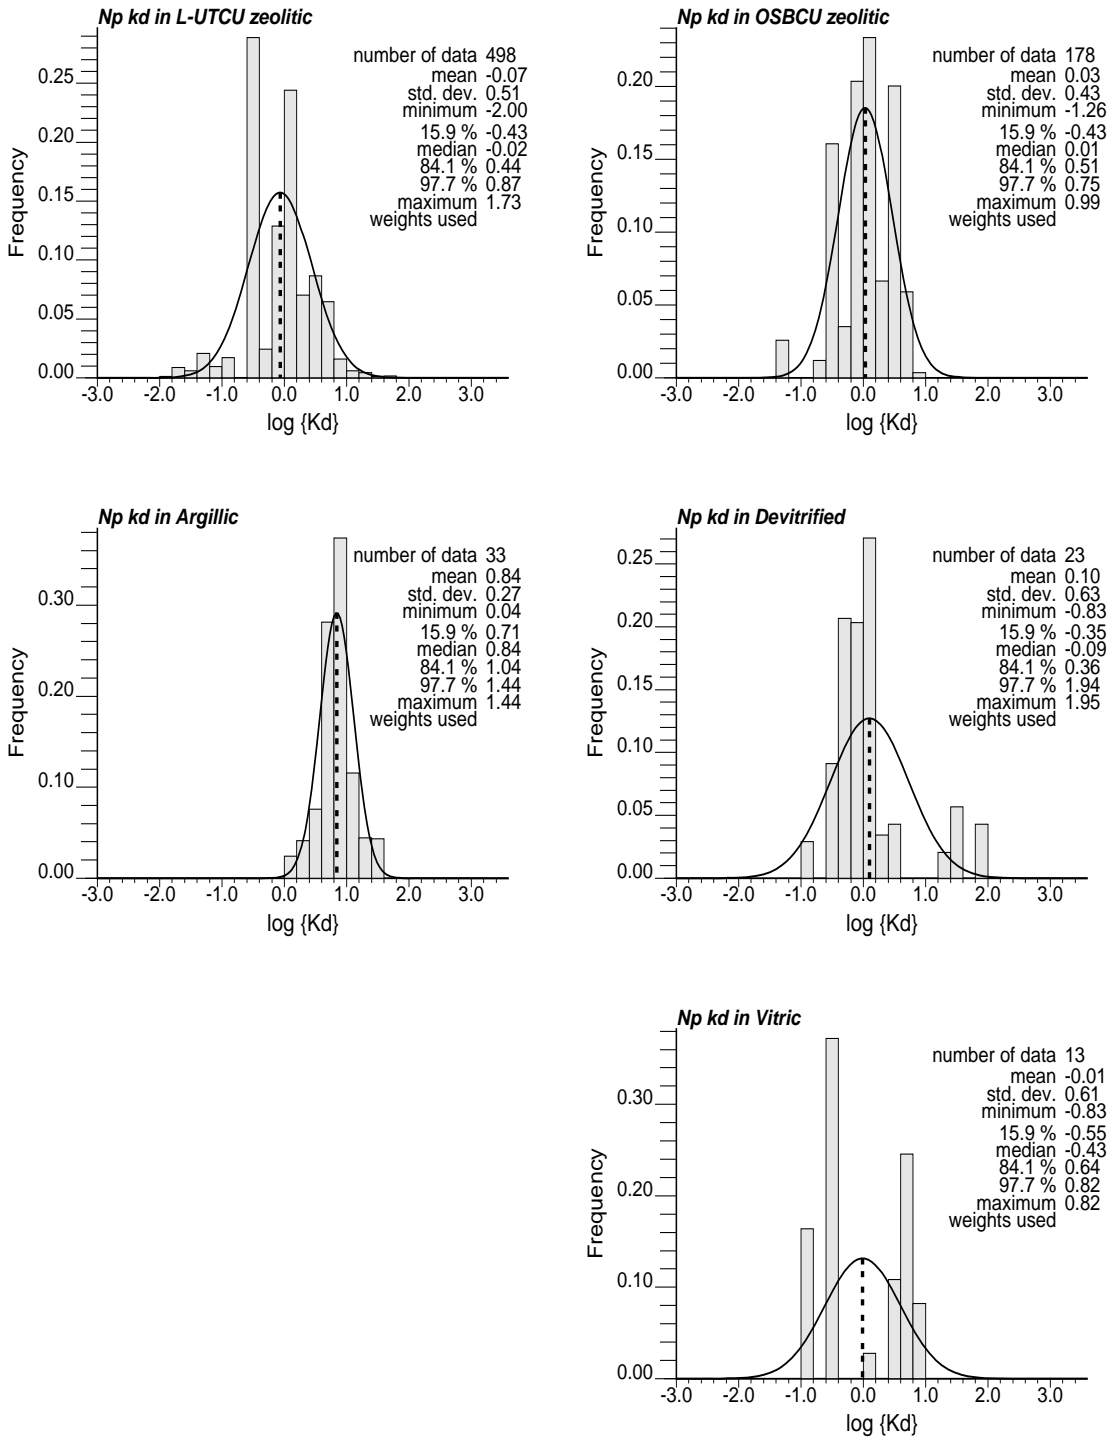 Np kd in L-UTCU zeolitic
number of data 498
mean -0.07
std. dev. 0.51
minimum -2.00
15.9 % -0.43
median -0.02
84.1 % 0.44
97.7 % 0.87
maximum 1.73
weights used
Frequency
0.25
0.20
0.15
0.10
0.05
0.00
-3.0 -2.0 -1.0 0.0 1.0 2.0 3.0
log {Kd}
Np kd in OSBCU zeolitic
number of data 178
mean 0.03
std. dev. 0.43
minimum -1.26
15.9 % -0.43
median 0.01
84.1 % 0.51
97.7 % 0.75
maximum 0.99
weights used
Frequency
0.20
0.15
0.10
0.05
0.00
-3.0 -2.0 -1.0 0.0 1.0 2.0 3.0
log {Kd}
Np kd in Argillic
number of data 33
mean 0.84
std. dev. 0.27
minimum 0.04
15.9 % 0.71
median 0.84
84.1 % 1.04
97.7 % 1.44
maximum 1.44
weights used
Frequency
0.30
0.20
0.10
0.00
-3.0 -2.0 -1.0 0.0 1.0 2.0 3.0
log {Kd}
Np kd in Devitrified
number of data 23
mean 0.10
std. dev. 0.63
minimum -0.83
15.9 % -0.35
median -0.09
84.1 % 0.36
97.7 % 1.94
maximum 1.95
weights used
Frequency
0.25
0.20
0.15
0.10
0.05
0.00
-3.0 -2.0 -1.0 0.0 1.0 2.0 3.0
log {Kd}
Np kd in Vitric
number of data 13
mean -0.01
std. dev. 0.61
minimum -0.83
15.9 % -0.55
median -0.43
84.1 % 0.64
97.7 % 0.82
maximum 0.82
weights used
Frequency
0.30
0.20
0.10
0.00
-3.0 -2.0 -1.0 0.0 1.0 2.0 3.0
log {Kd}